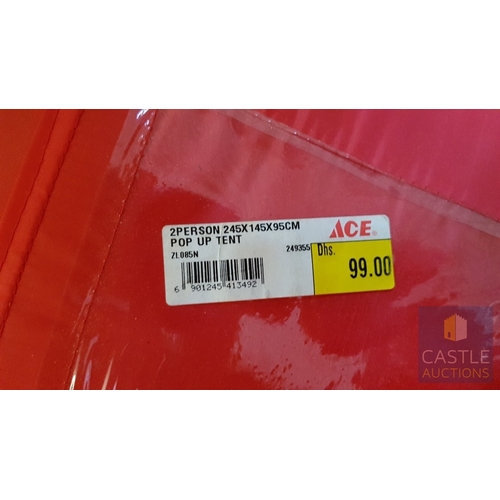 2PERSON 245X145X95CM
POP UP TENT
ZL085N
249355
6 901245 413492
ACE
Dhs.
99.00
CASTLE
AUCTIONS